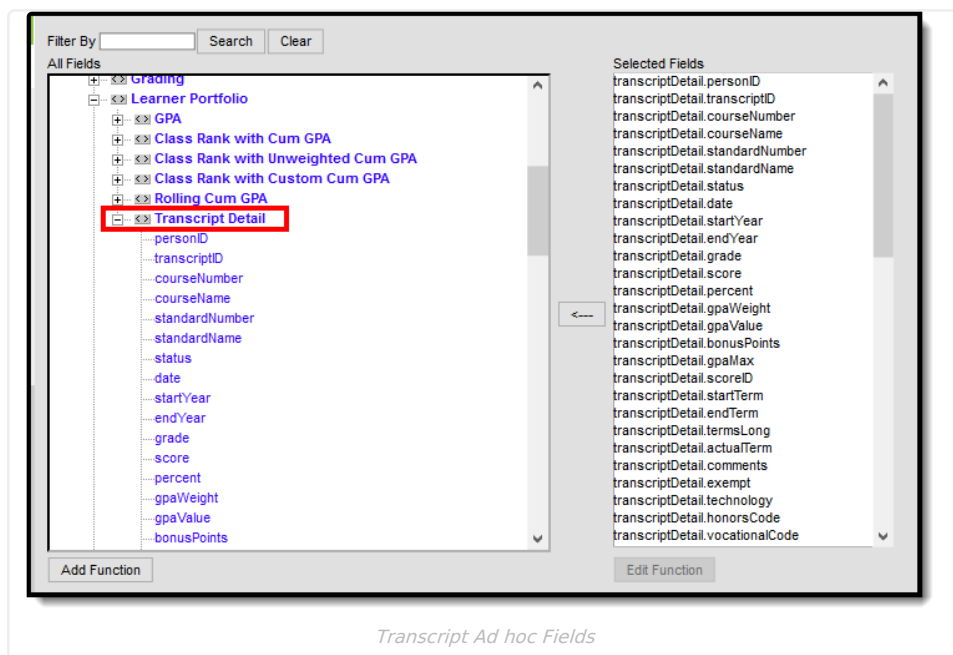 Filter By Search Clear
All Fields
Grading
Learner Portfolio
GPA
Class Rank with Cum GPA
Class Rank with Unweighted Cum GPA
Class Rank with Custom Cum GPA
Rolling Cum GPA
Transcript Detail
personID
transcriptID
courseNumber
courseName
standardNumber
standardName
status
date
startYear
endYear
grade
score
percent
gpaWeight
gpaValue
bonusPoints
Add Function
<---
Selected Fields
transcriptDetail.personID
transcriptDetail.transcriptID
transcriptDetail.courseNumber
transcriptDetail.courseName
transcriptDetail.standardNumber
transcriptDetail.standardName
transcriptDetail.status
transcriptDetail.date
transcriptDetail.startYear
transcriptDetail.endYear
transcriptDetail.grade
transcriptDetail.score
transcriptDetail.percent
transcriptDetail.gpaWeight
transcriptDetail.gpaValue
transcriptDetail.bonusPoints
transcriptDetail.gpaMax
transcriptDetail.scoreID
transcriptDetail.startTerm
transcriptDetail.endTerm
transcriptDetail.termsLong
transcriptDetail.actualTerm
transcriptDetail.comments
transcriptDetail.exempt
transcriptDetail.technology
transcriptDetail.honorsCode
transcriptDetail.vocationalCode
Edit Function
Transcript Ad hoc Fields